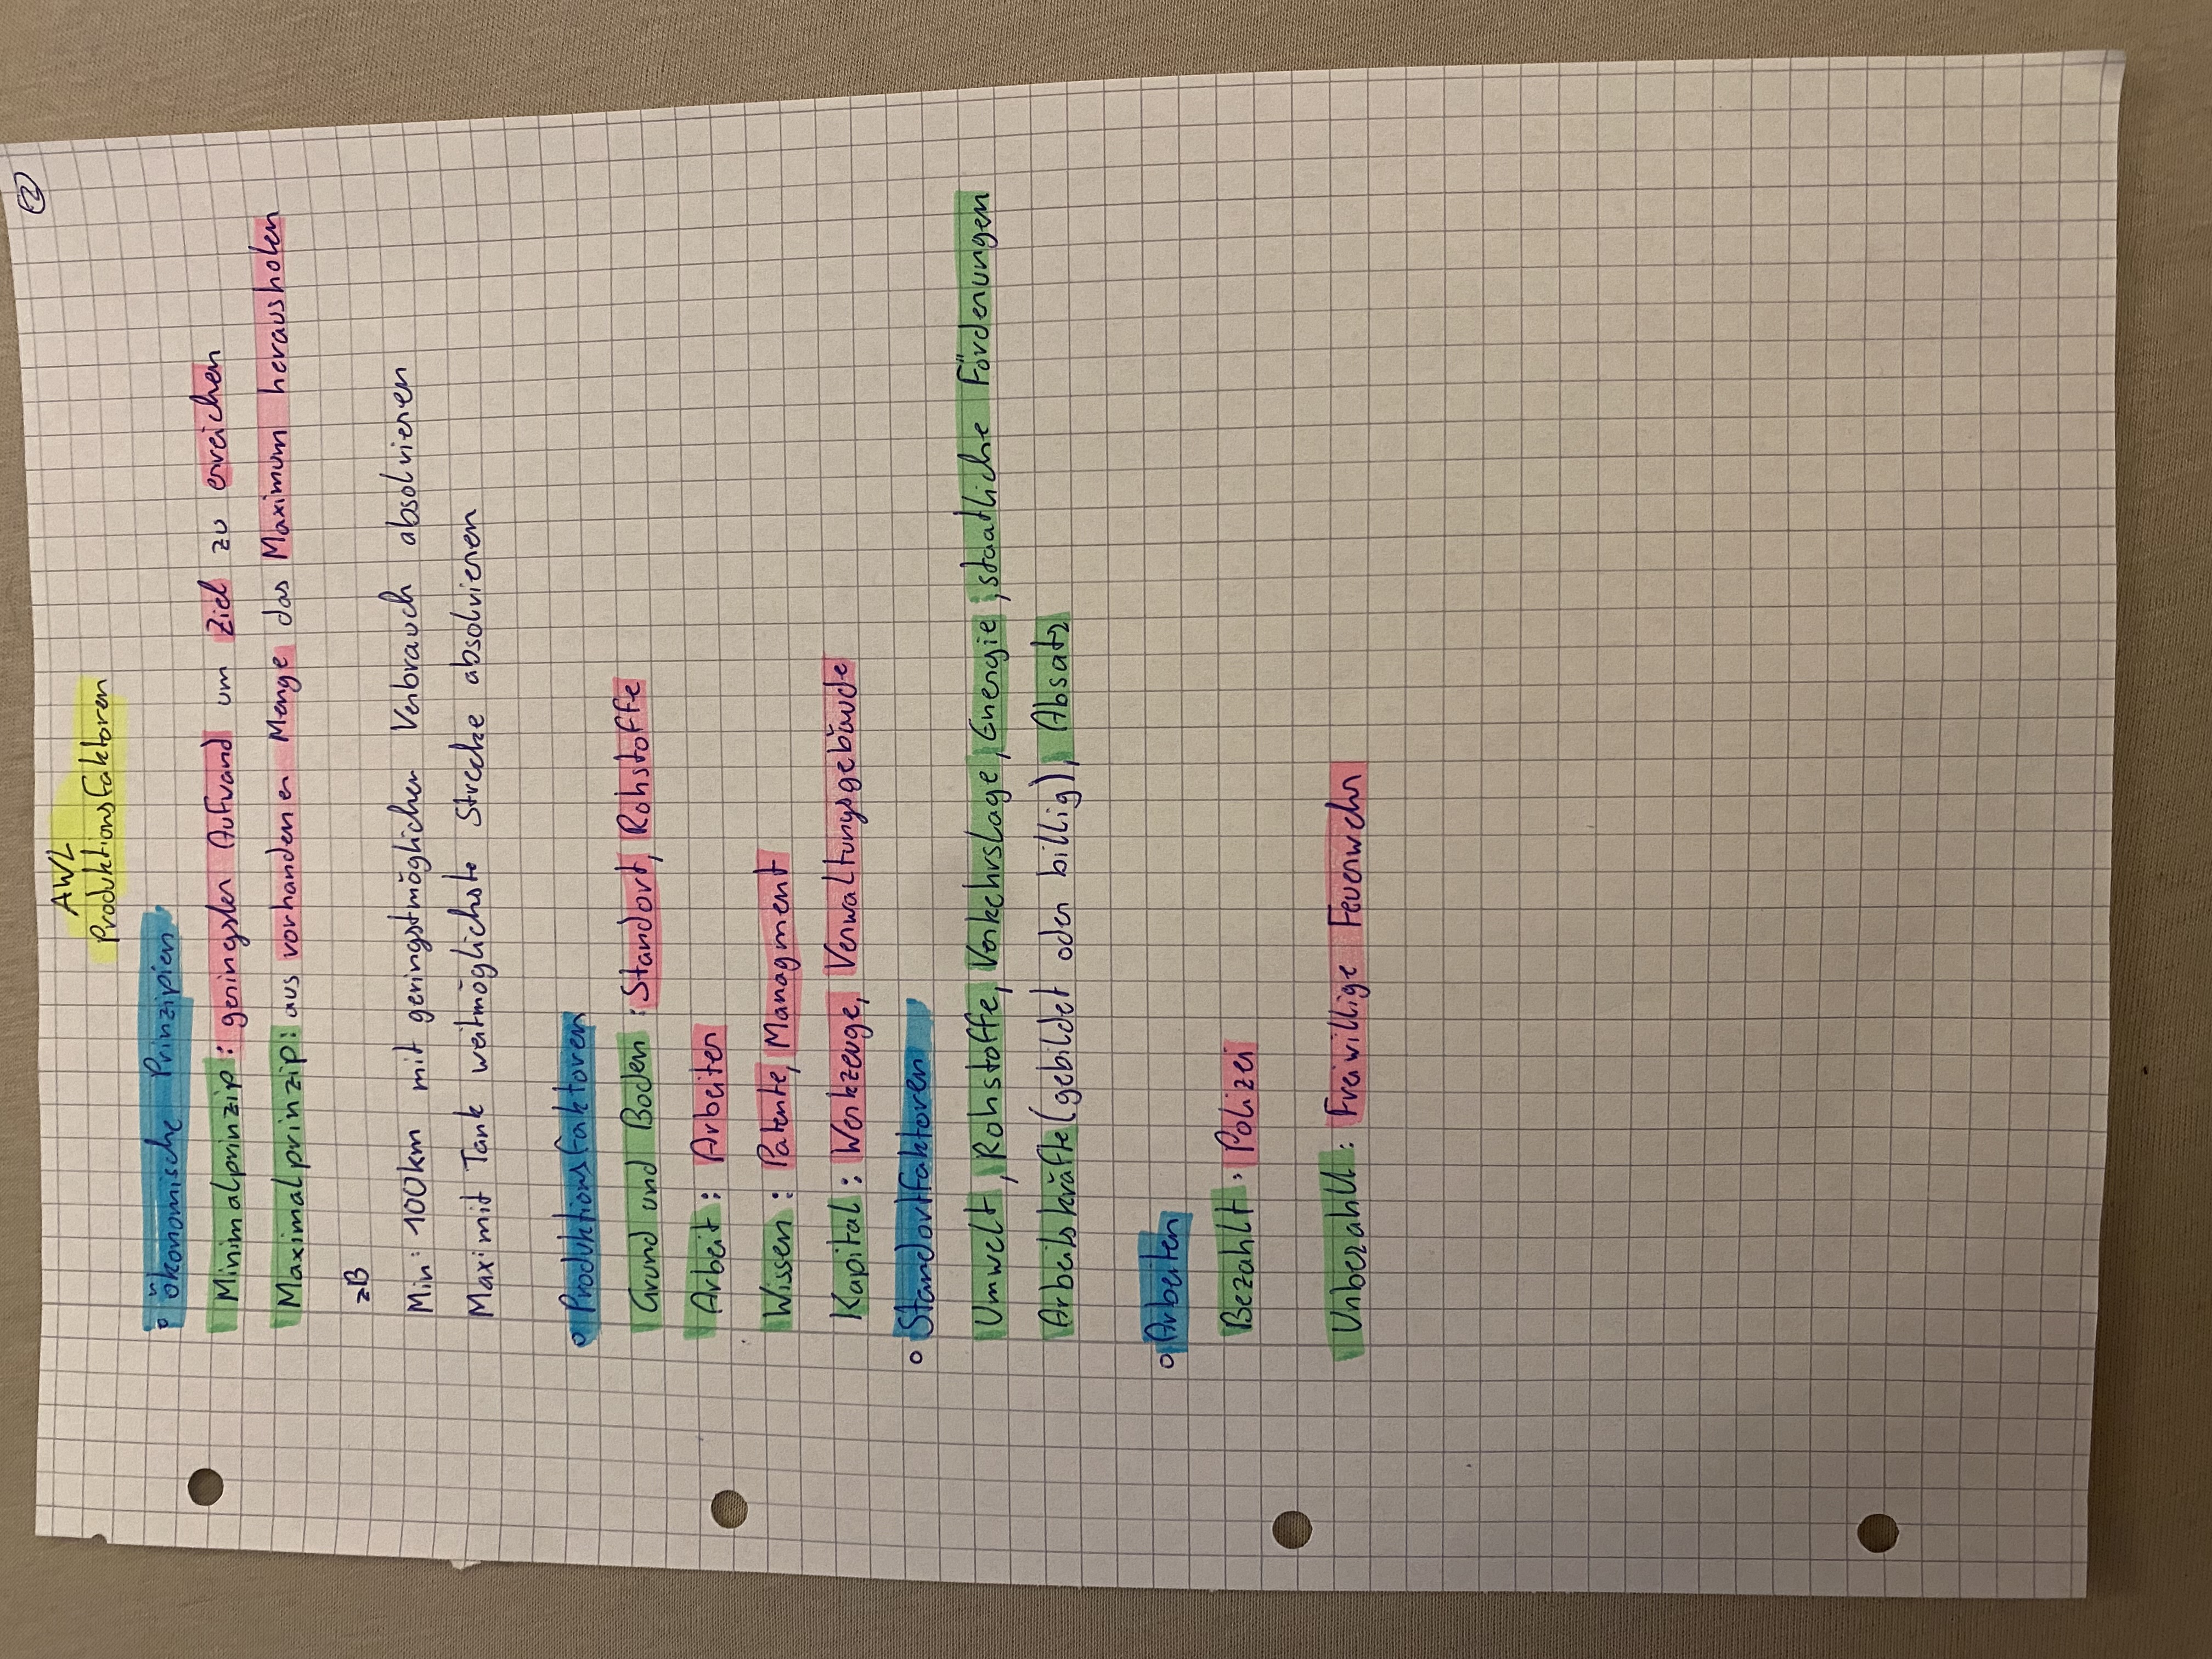 2
AWL
Produktionsfaktoren
° ökonomische Prinzipien
Minimalprinzip: geringsten Aufwand um Ziel zu erreichen
Maximalprinzip: aus vorhandenen Menge das Maximum herausholen
zB
Min: 100km mit geringstmöglichen Verbrauch absolvieren
Max: mit Tank weitmöglichste Strecke absolvieren
° Produktionsfaktoren
Grund und Boden: Standort, Rohstoffe
Arbeit: Arbeiter
Wissen: Patente, Managment
Kapital: Werkzeuge, Verwaltungsgebäude
° Standortfaktoren
Umwelt, Rohstoffe, Verkehrslage, Energie, staatliche Förderungen
Arbeitskräfte (gebildet oder billig), Absatz
° Arbeiten
Bezahlt: Polizei
Unbezahlt: Freiwillige Feuerwehr